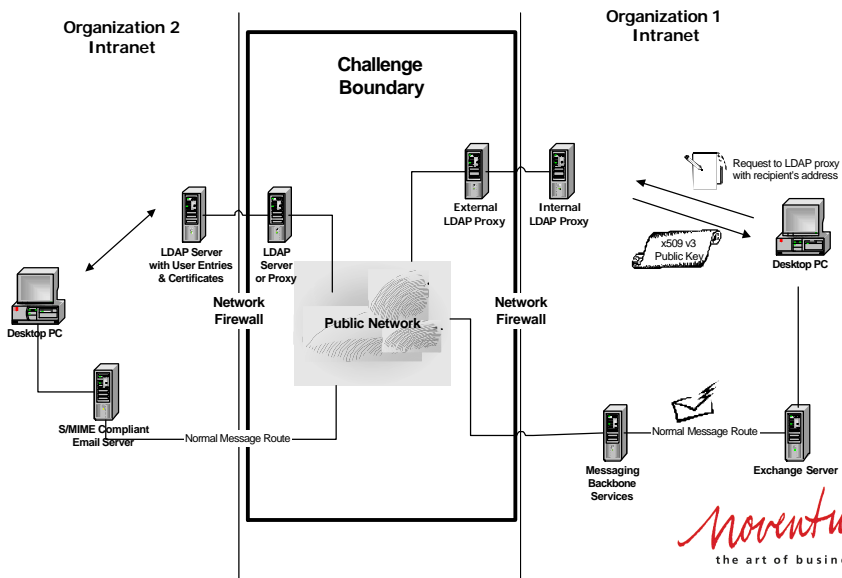 Organization 2
Intranet
Organization 1
Intranet
Challenge
Boundary
Request to LDAP proxy
with recipient's address
External
LDAP Proxy
Internal
LDAP Proxy
x509 v3
Public Key
Desktop PC
LDAP Server
with User Entries
& Certificates
LDAP
Server
or Proxy
Network
Firewall
Public Network
Network
Firewall
Desktop PC
S/MIME Compliant
Email Server
Normal Message Route
Normal Message Route
Messaging
Backbone
Services
Exchange Server
the art of busin